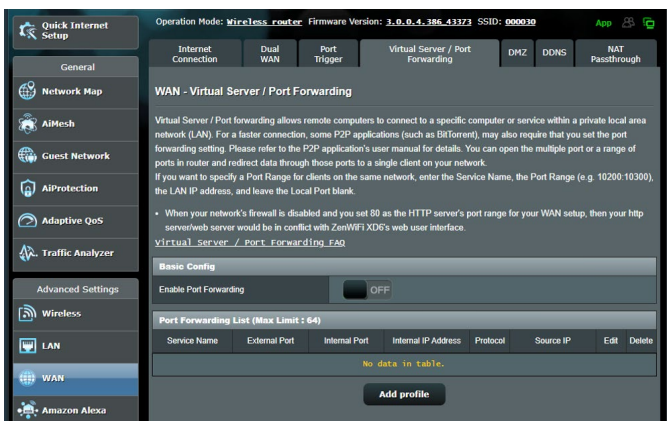 Quick Internet
Setup
Operation Mode: Wireless router Firmware Version: 3.0.0.4.386_43373 SSID: 000030
App
Internet
Connection
Dual
WAN
Port
Trigger
Virtual Server / Port
Forwarding
DMZ
DDNS
NAT
Passthrough
General
Network Map
AiMesh
Guest Network
AiProtection
Adaptive QoS
Traffic Analyzer
Advanced Settings
Wireless
LAN
WAN
Amazon Alexa
WAN - Virtual Server / Port Forwarding
Virtual Server / Port forwarding allows remote computers to connect to a specific computer or service within a private local area
network (LAN). For a faster connection, some P2P applications (such as BitTorrent), may also require that you set the port
forwarding setting. Please refer to the P2P application's user manual for details. You can open the multiple port or a range of
ports in router and redirect data through those ports to a single client on your network.
If you want to specify a Port Range for clients on the same network, enter the Service Name, the Port Range (e.g. 10200:10300),
the LAN IP address, and leave the Local Port blank.
• When your network's firewall is disabled and you set 80 as the HTTP server's port range for your WAN setup, then your http
server/web server would be in conflict with ZenWiFi XD6's web user interface.
Virtual Server / Port Forwarding FAQ
Basic Config
Enable Port Forwarding
OFF
Port Forwarding List (Max Limit : 64)
Service Name External Port Internal Port Internal IP Address Protocol Source IP Edit Delete
No data in table.
Add profile